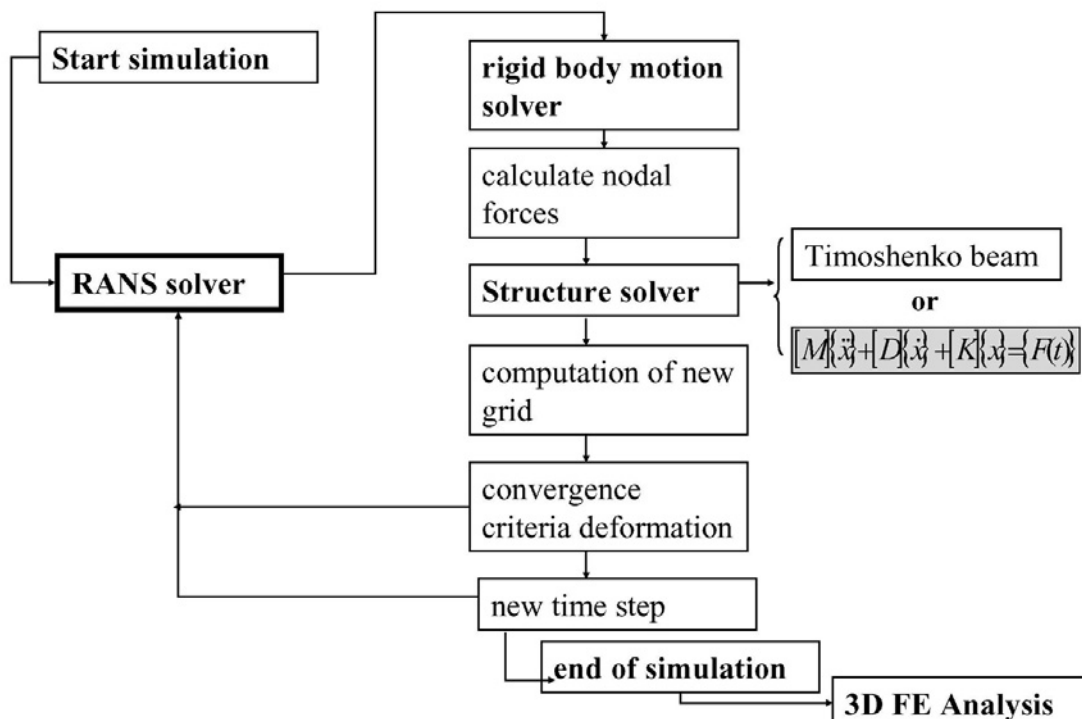 Start simulation
rigid body motion
solver
calculate nodal
forces
RANS solver
Structure solver
Timoshenko beam
or
[M]{ẍ}+[D]{ẋ}+[K]{x}={F(t)}
computation of new
grid
convergence
criteria deformation
new time step
end of simulation
3D FE Analysis